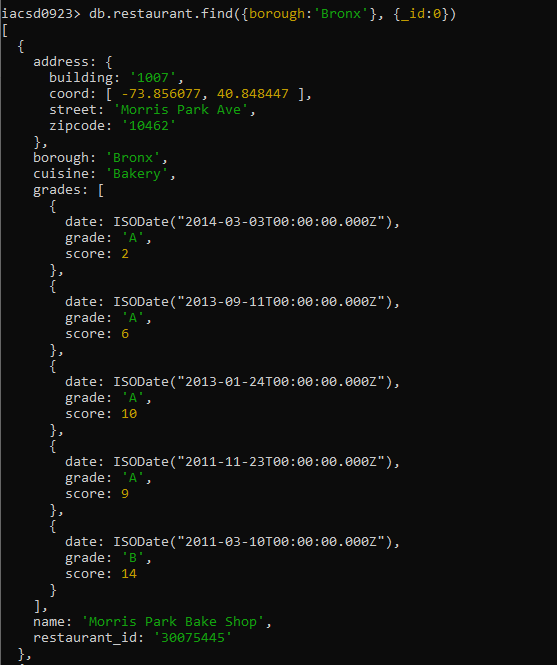 iacsd0923> db.restaurant.find({borough:'Bronx'}, {_id:0})
[
  {
    address: {
      building: '1007',
      coord: [ -73.856077, 40.848447 ],
      street: 'Morris Park Ave',
      zipcode: '10462'
    },
    borough: 'Bronx',
    cuisine: 'Bakery',
    grades: [
      {
        date: ISODate("2014-03-03T00:00:00.000Z"),
        grade: 'A',
        score: 2
      },
      {
        date: ISODate("2013-09-11T00:00:00.000Z"),
        grade: 'A',
        score: 6
      },
      {
        date: ISODate("2013-01-24T00:00:00.000Z"),
        grade: 'A',
        score: 10
      },
      {
        date: ISODate("2011-11-23T00:00:00.000Z"),
        grade: 'A',
        score: 9
      },
      {
        date: ISODate("2011-03-10T00:00:00.000Z"),
        grade: 'B',
        score: 14
      }
    ],
    name: 'Morris Park Bake Shop',
    restaurant_id: '30075445'
  },